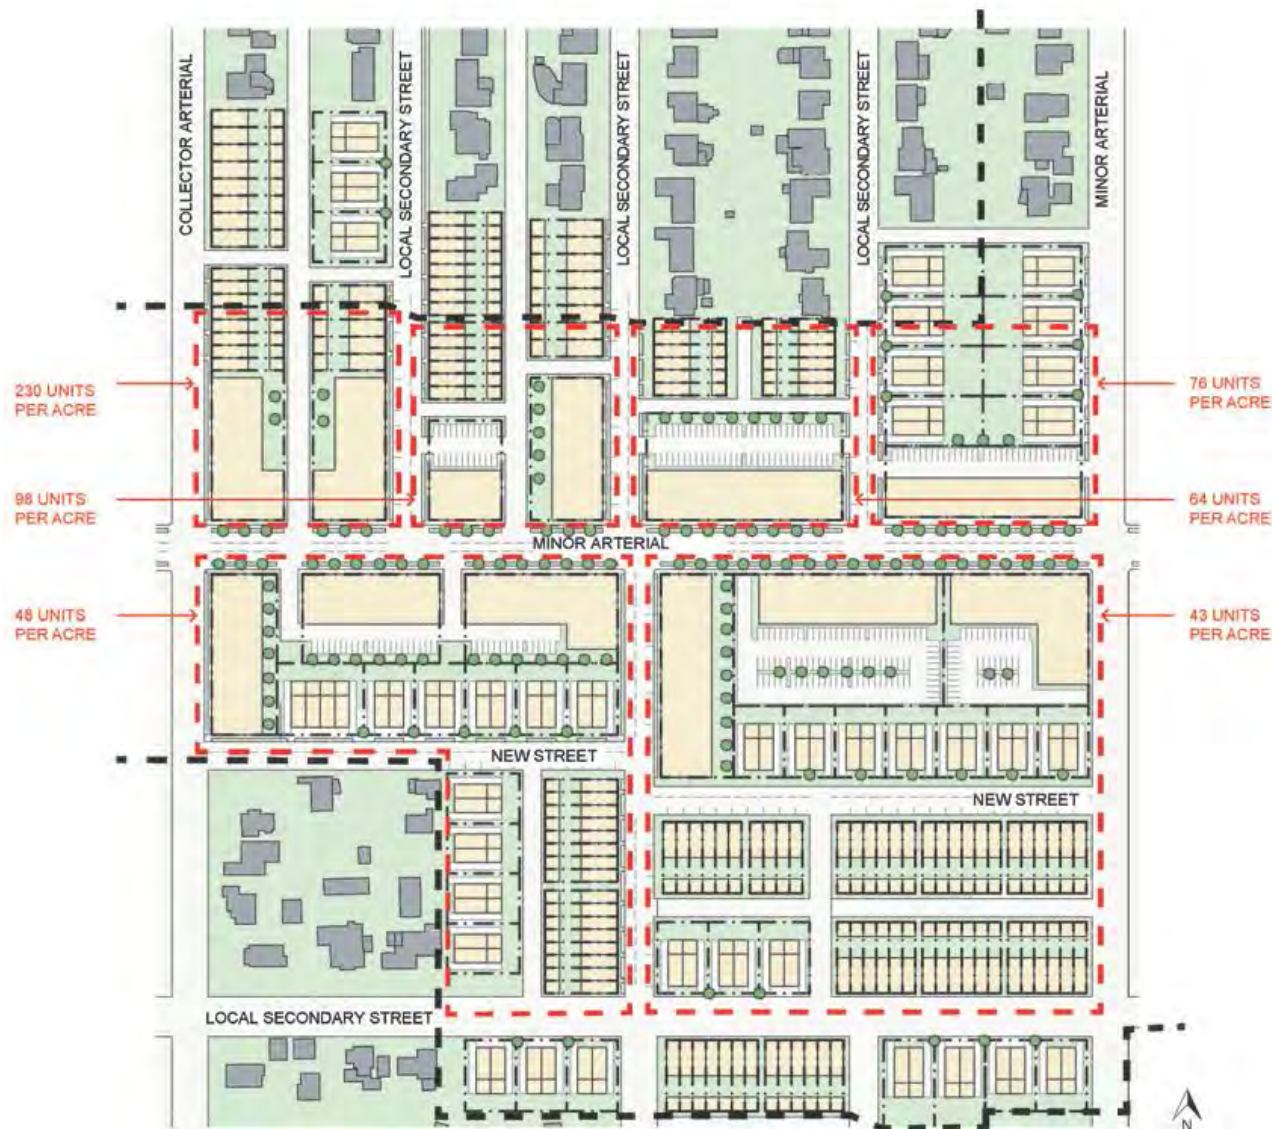 COLLECTOR ARTERIAL
LOCAL SECONDARY STREET
LOCAL SECONDARY STREET
LOCAL SECONDARY STREET
MINOR ARTERIAL
230 UNITS
PER ACRE
76 UNITS
PER ACRE
98 UNITS
PER ACRE
64 UNITS
PER ACRE
MINOR ARTERIAL
48 UNITS
PER ACRE
43 UNITS
PER ACRE
NEW STREET
NEW STREET
LOCAL SECONDARY STREET
N